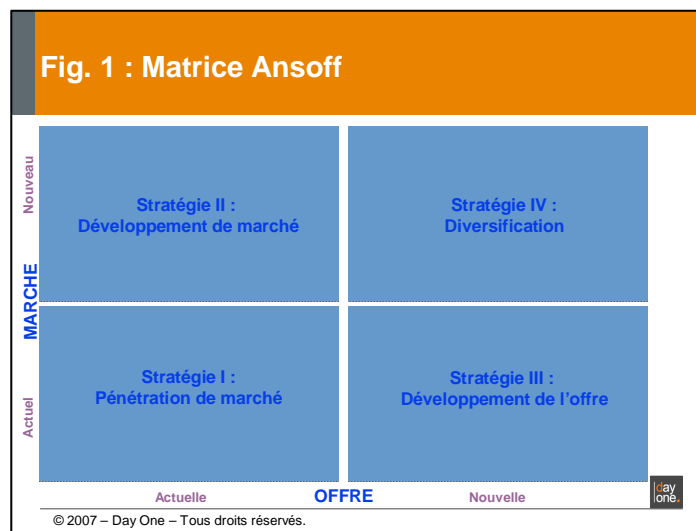 Fig. 1 : Matrice Ansoff
Nouveau
Stratégie II :
Développement de marché
Stratégie IV :
Diversification
MARCHE
Stratégie I :
Pénétration de marché
Stratégie III :
Développement de l'offre
Actuel
Actuelle
OFFRE
Nouvelle
day
one.
© 2007 – Day One – Tous droits réservés.